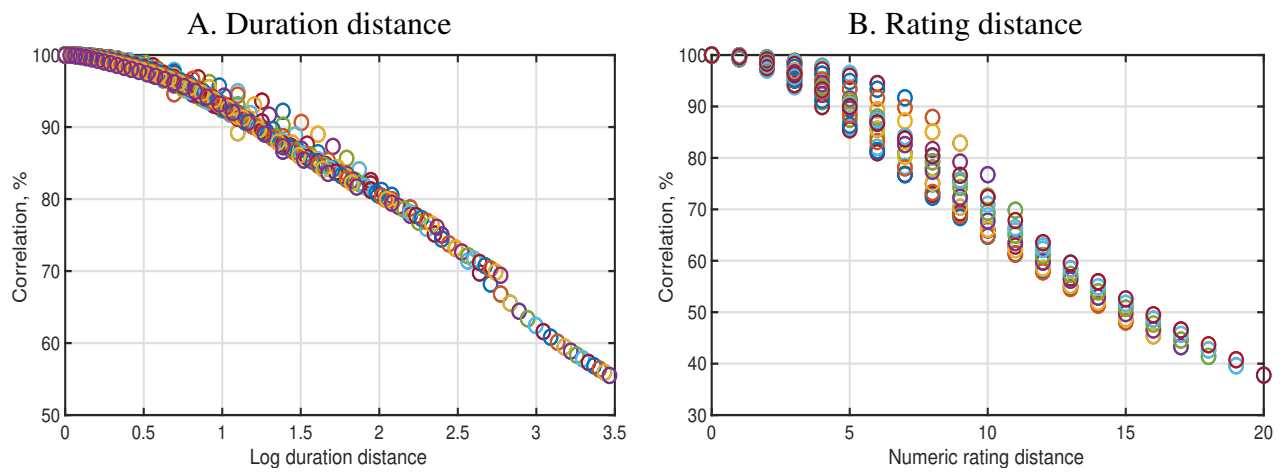 A. Duration distance
100
90
80
70
60
50
0 0.5 1 1.5 2 2.5 3 3.5
Correlation, %
Log duration distance
B. Rating distance
100
90
80
70
60
50
40
30
0 5 10 15 20
Correlation, %
Numeric rating distance